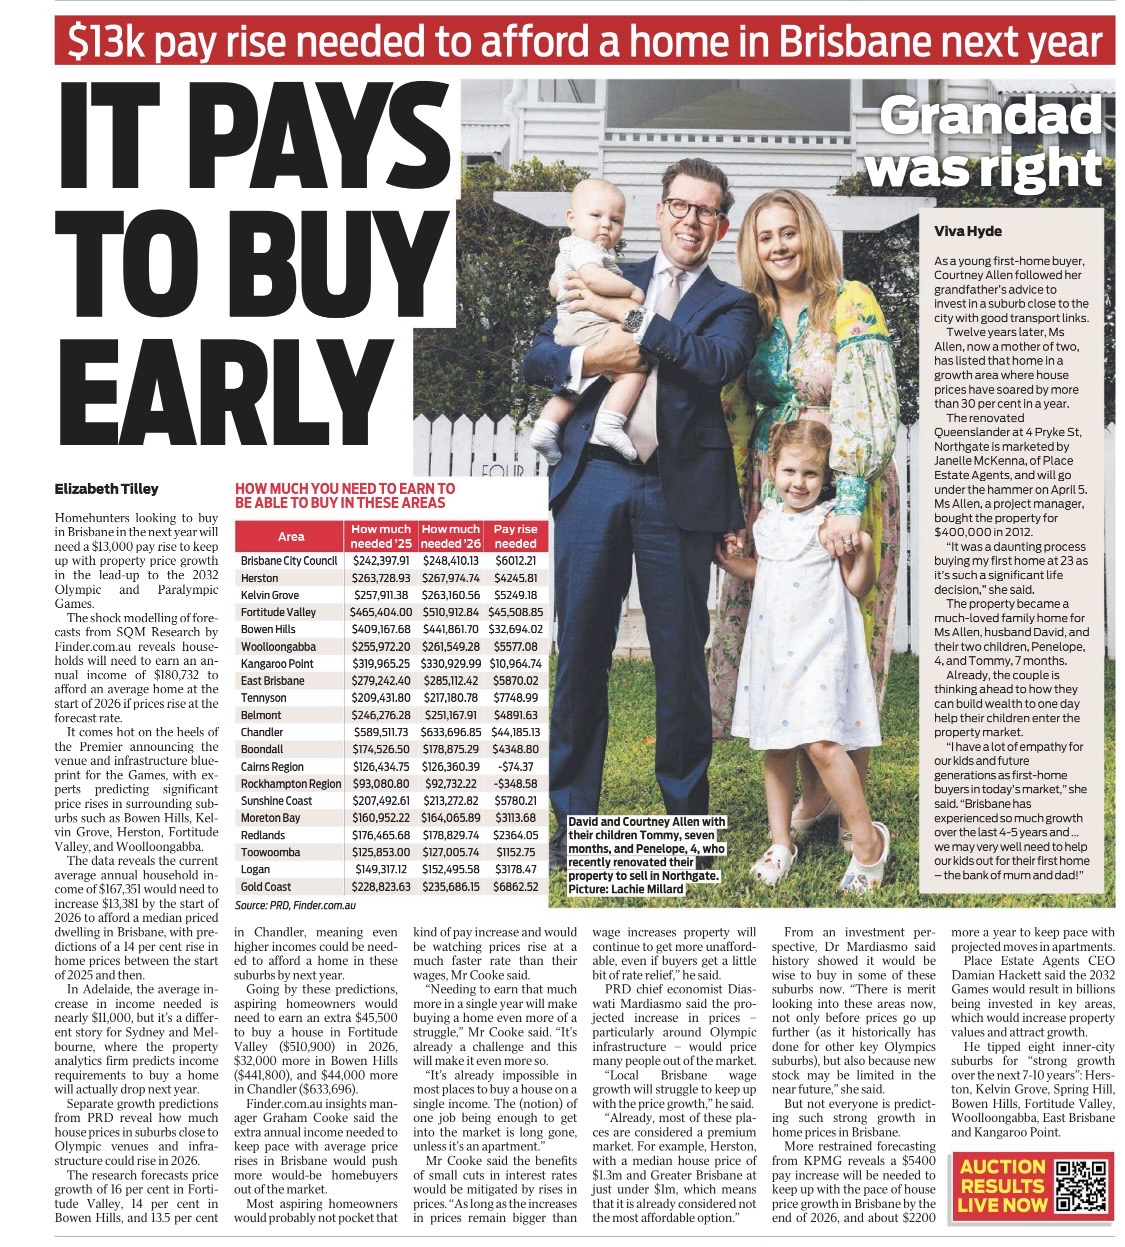 $13k pay rise needed to afford a home in Brisbane next year
IT PAYS
TO BUY
EARLY
Elizabeth Tilley
Homehunters looking to buy
in Brisbane in the next year will
need a $13,000 pay rise to keep
up with property price growth
in the lead-up to the 2032
Olympic and Paralympic
Games.
The shock modelling of fore-
casts from SQM Research by
Finder.com.au reveals house-
holds will need to earn an an-
nual income of $180,732 to
afford an average home at the
start of 2026 if prices rise at the
forecast rate.
It comes hot on the heels of
the Premier announcing the
venue and infrastructure blue-
print for the Games, with ex-
perts predicting significant
price rises in surrounding sub-
urbs such as Bowen Hills, Kel-
vin Grove, Herston, Fortitude
Valley, and Woolloongabba.
The data reveals the current
average annual household in-
come of $167,351 would need to
increase $13,381 by the start of
2026 to afford a median priced
dwelling in Brisbane, with pre-
dictions of a 14 per cent rise in
home prices between the start
of 2025 and then.
In Adelaide, the average in-
crease in income needed is
nearly $11,000, but it's a differ-
ent story for Sydney and Mel-
bourne, where the property
analytics firm predicts income
requirements to buy a home
will actually drop next year.
Separate growth predictions
from PRD reveal how much
house prices in suburbs close to
Olympic venues and infra-
structure could rise in 2026.
The research forecasts price
growth of 16 per cent in Forti-
tude Valley, 14 per cent in
Bowen Hills, and 13.5 per cent
HOW MUCH YOU NEED TO EARN TO
BE ABLE TO BUY IN THESE AREAS
Area How much needed '25 How much needed '26 Pay rise needed
Brisbane City Council $242,397.91 $248,410.13 $6012.21
Herston $263,728.93 $267,974.74 $4245.81
Kelvin Grove $257,911.38 $263,160.56 $5249.18
Fortitude Valley $465,404.00 $510,912.84 $45,508.85
Bowen Hills $409,167.68 $441,861.70 $32,694.02
Woolloongabba $255,972.20 $261,549.28 $5577.08
Kangaroo Point $319,965.25 $330,929.99 $10,964.74
East Brisbane $279,242.40 $285,112.42 $5870.02
Tennyson $209,431.80 $217,180.78 $7748.99
Belmont $246,276.28 $251,167.91 $4891.63
Chandler $589,511.73 $633,696.85 $44,185.13
Boondall $174,526.50 $178,875.29 $4348.80
Cairns Region $126,434.75 $126,360.39 -$74.37
Rockhampton Region $93,080.80 $92,732.22 -$348.58
Sunshine Coast $207,492.61 $213,272.82 $5780.21
Moreton Bay $160,952.22 $164,065.89 $3113.68
Redlands $176,465.68 $178,829.74 $2364.05
Toowoomba $125,853.00 $127,005.74 $1152.75
Logan $149,317.12 $152,495.58 $3178.47
Gold Coast $228,823.63 $235,686.15 $6862.52
Source: PRD, Finder.com.au
in Chandler, meaning even
higher incomes could be need-
ed to afford a home in these
suburbs by next year.
Going by these predictions,
aspiring homeowners would
need to earn an extra $45,500
to buy a house in Fortitude
Valley ($510,900) in 2026,
$32,000 more in Bowen Hills
($441,800), and $44,000 more
in Chandler ($633,696).
Finder.com.au insights man-
ager Graham Cooke said the
extra annual income needed to
keep pace with average price
rises in Brisbane would push
more would-be homebuyers
out of the market.
Most aspiring homeowners
would probably not pocket that
kind of pay increase and would
be watching prices rise at a
much faster rate than their
wages, Mr Cooke said.
"Needing to earn that much
more in a single year will make
buying a home even more of a
struggle," Mr Cooke said. "It's
already a challenge and this
will make it even more so.
"It's already impossible in
most places to buy a house on a
single income. The (notion) of
one job being enough to get
into the market is long gone,
unless it's an apartment."
Mr Cooke said the benefits
of small cuts in interest rates
would be mitigated by rises in
prices. "As long as the increases
in prices remain bigger than
wage increases property will
continue to get more unafford-
able, even if buyers get a little
bit of rate relief," he said.
PRD chief economist Dias-
wati Mardiasmo said the pro-
jected increase in prices –
particularly around Olympic
infrastructure – would price
many people out of the market.
"Local Brisbane wage
growth will struggle to keep up
with the price growth," he said.
"Already, most of these pla-
ces are considered a premium
market. For example, Herston,
with a median house price of
$1.3m and Greater Brisbane at
just under $1m, which means
that it is already considered not
the most affordable option."
From an investment per-
spective, Dr Mardiasmo said
history showed it would be
wise to buy in some of these
suburbs now. "There is merit
looking into these areas now,
not only before prices go up
further (as it historically has
done for other key Olympics
suburbs), but also because new
stock may be limited in the
near future," she said.
But not everyone is predict-
ing such strong growth in
home prices in Brisbane.
More restrained forecasting
from KPMG reveals a $5400
pay increase will be needed to
keep up with the pace of house
price growth in Brisbane by the
end of 2026, and about $2200
more a year to keep pace with
projected moves in apartments.
Place Estate Agents CEO
Damian Hackett said the 2032
Games would result in billions
being invested in key areas,
which would increase property
values and attract growth.
He tipped eight inner-city
suburbs for "strong growth
over the next 7-10 years": Hers-
ton, Kelvin Grove, Spring Hill,
Bowen Hills, Fortitude Valley,
Woolloongabba, East Brisbane
and Kangaroo Point.
FOUR
David and Courtney Allen with
their children Tommy, seven
months, and Penelope, 4, who
recently renovated their
property to sell in Northgate.
Picture: Lachie Millard
Grandad
was right
Viva Hyde
As a young first-home buyer,
Courtney Allen followed her
grandfather's advice to
invest in a suburb close to the
city with good transport links.
Twelve years later, Ms
Allen, now a mother of two,
has listed that home in a
growth area where house
prices have soared by more
than 30 per cent in a year.
The renovated
Queenslander at 4 Pryke St,
Northgate is marketed by
Janelle McKenna, of Place
Estate Agents, and will go
under the hammer on April 5.
Ms Allen, a project manager,
bought the property for
$400,000 in 2012.
"It was a daunting process
buying my first home at 23 as
it's such a significant life
decision," she said.
The property became a
much-loved family home for
Ms Allen, husband David, and
their two children, Penelope,
4, and Tommy, 7 months.
Already, the couple is
thinking ahead to how they
can build wealth to one day
help their children enter the
property market.
"I have a lot of empathy for
our kids and future
generations as first-home
buyers in today's market," she
said. "Brisbane has
experienced so much growth
over the last 4-5 years and ...
we may very well need to help
our kids out for their first home
– the bank of mum and dad!"
AUCTION
RESULTS
LIVE NOW